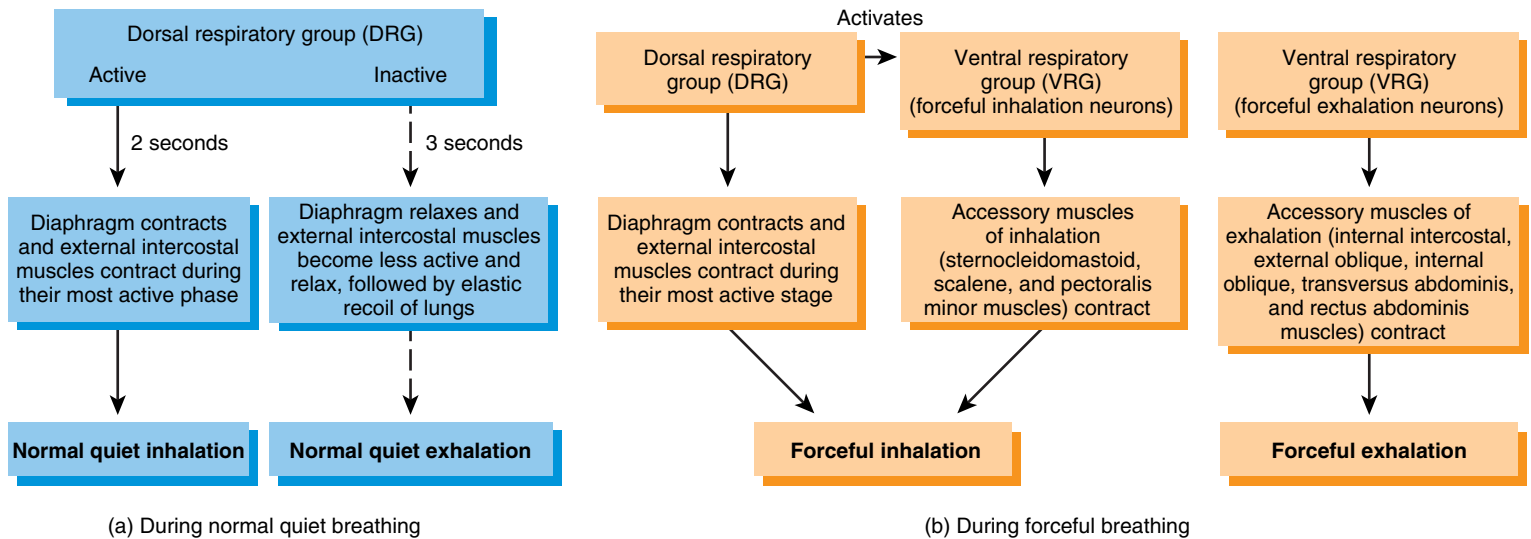 Dorsal respiratory group (DRG)
Active
Inactive
2 seconds
3 seconds
Diaphragm contracts
and external intercostal
muscles contract during
their most active phase
Diaphragm relaxes and
external intercostal muscles
become less active and
relax, followed by elastic
recoil of lungs
Normal quiet inhalation
Normal quiet exhalation
(a) During normal quiet breathing
Activates
Dorsal respiratory
group (DRG)
Ventral respiratory
group (VRG)
(forceful inhalation neurons)
Ventral respiratory
group (VRG)
(forceful exhalation neurons)
Diaphragm contracts and
external intercostal
muscles contract during
their most active stage
Accessory muscles
of inhalation
(sternocleidomastoid,
scalene, and pectoralis
minor muscles) contract
Accessory muscles of
exhalation (internal intercostal,
external oblique, internal
oblique, transversus abdominis,
and rectus abdominis
muscles) contract
Forceful inhalation
Forceful exhalation
(b) During forceful breathing